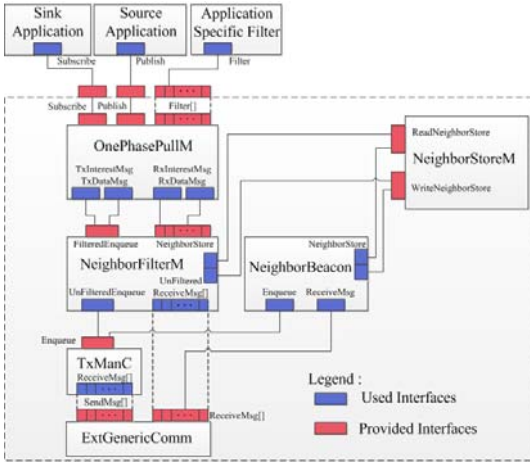 Sink
Application
Source
Application
Application
Specific Filter
Subscribe
Publish
Filter
Subscribe
Publish
Filter[]
OnePhasePullM
TxInterestMsg
TxDataMsg
RxInterestMsg
RxDataMsg
ReadNeighborStore
NeighborStoreM
WriteNeighborStore
FilteredEnqueue
NeighborStore
NeighborFilterM
UnFiltered
UnFilteredEnqueue
ReceiveMsg[]
NeighborStore
NeighborBeacon
Enqueue
ReceiveMsg
Enqueue
TxManC
ReceiveMsg[]
SendMsg[]
ReceiveMsg[]
ExtGenericComm
Legend :
Used Interfaces
Provided Interfaces